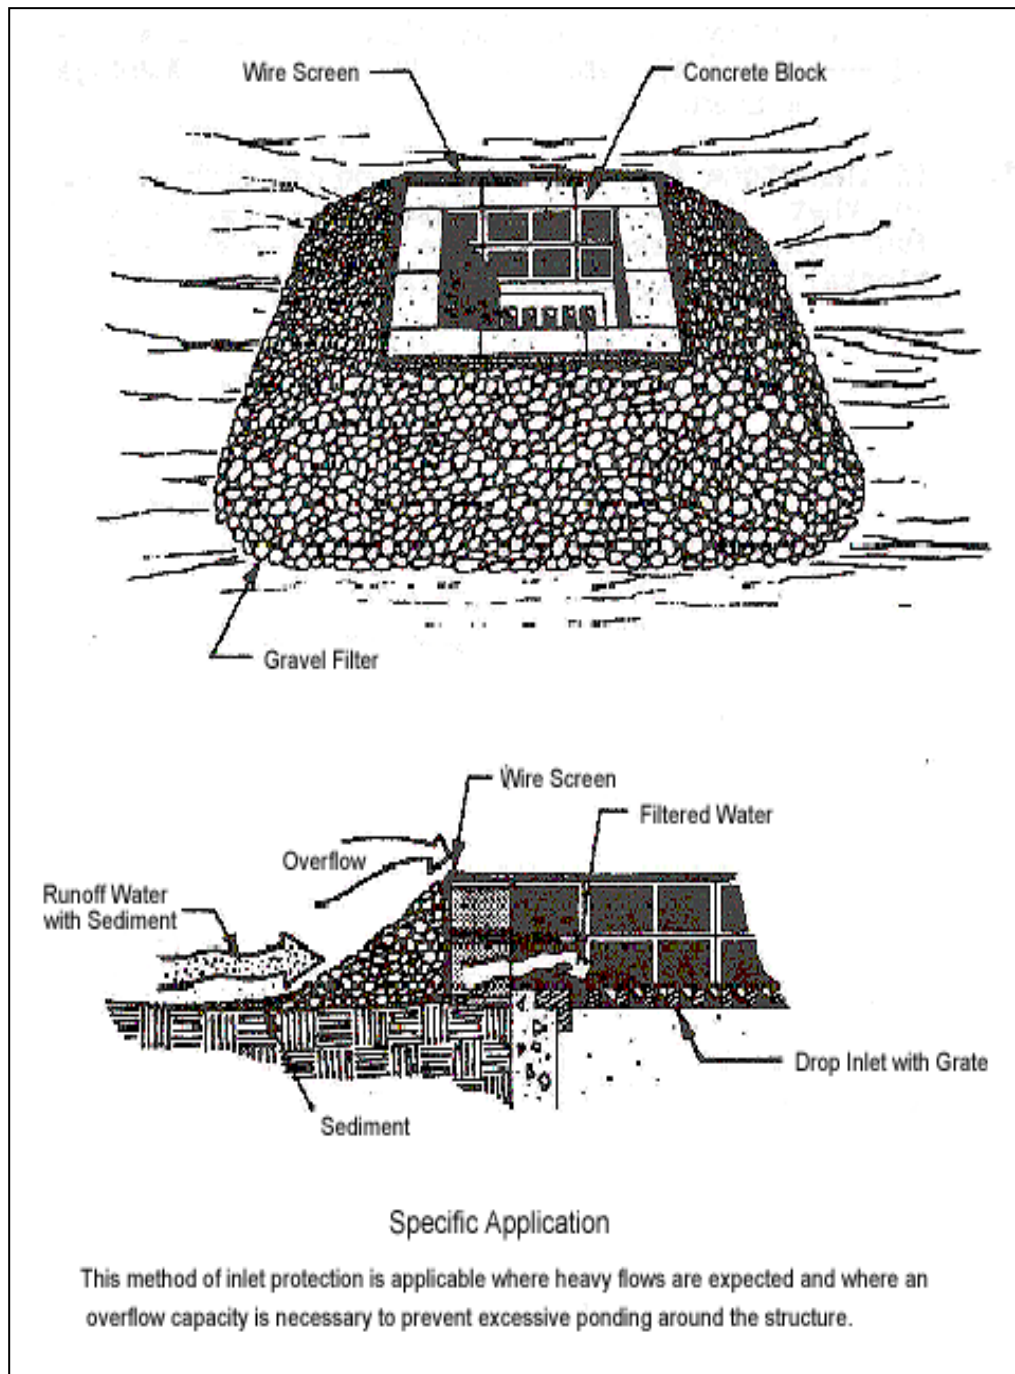 Wire Screen
Concrete Block
Gravel Filter
Wire Screen
Filtered Water
Overflow
Runoff Water
with Sediment
Drop Inlet with Grate
Sediment
Specific Application
This method of inlet protection is applicable where heavy flows are expected and where an
overflow capacity is necessary to prevent excessive ponding around the structure.